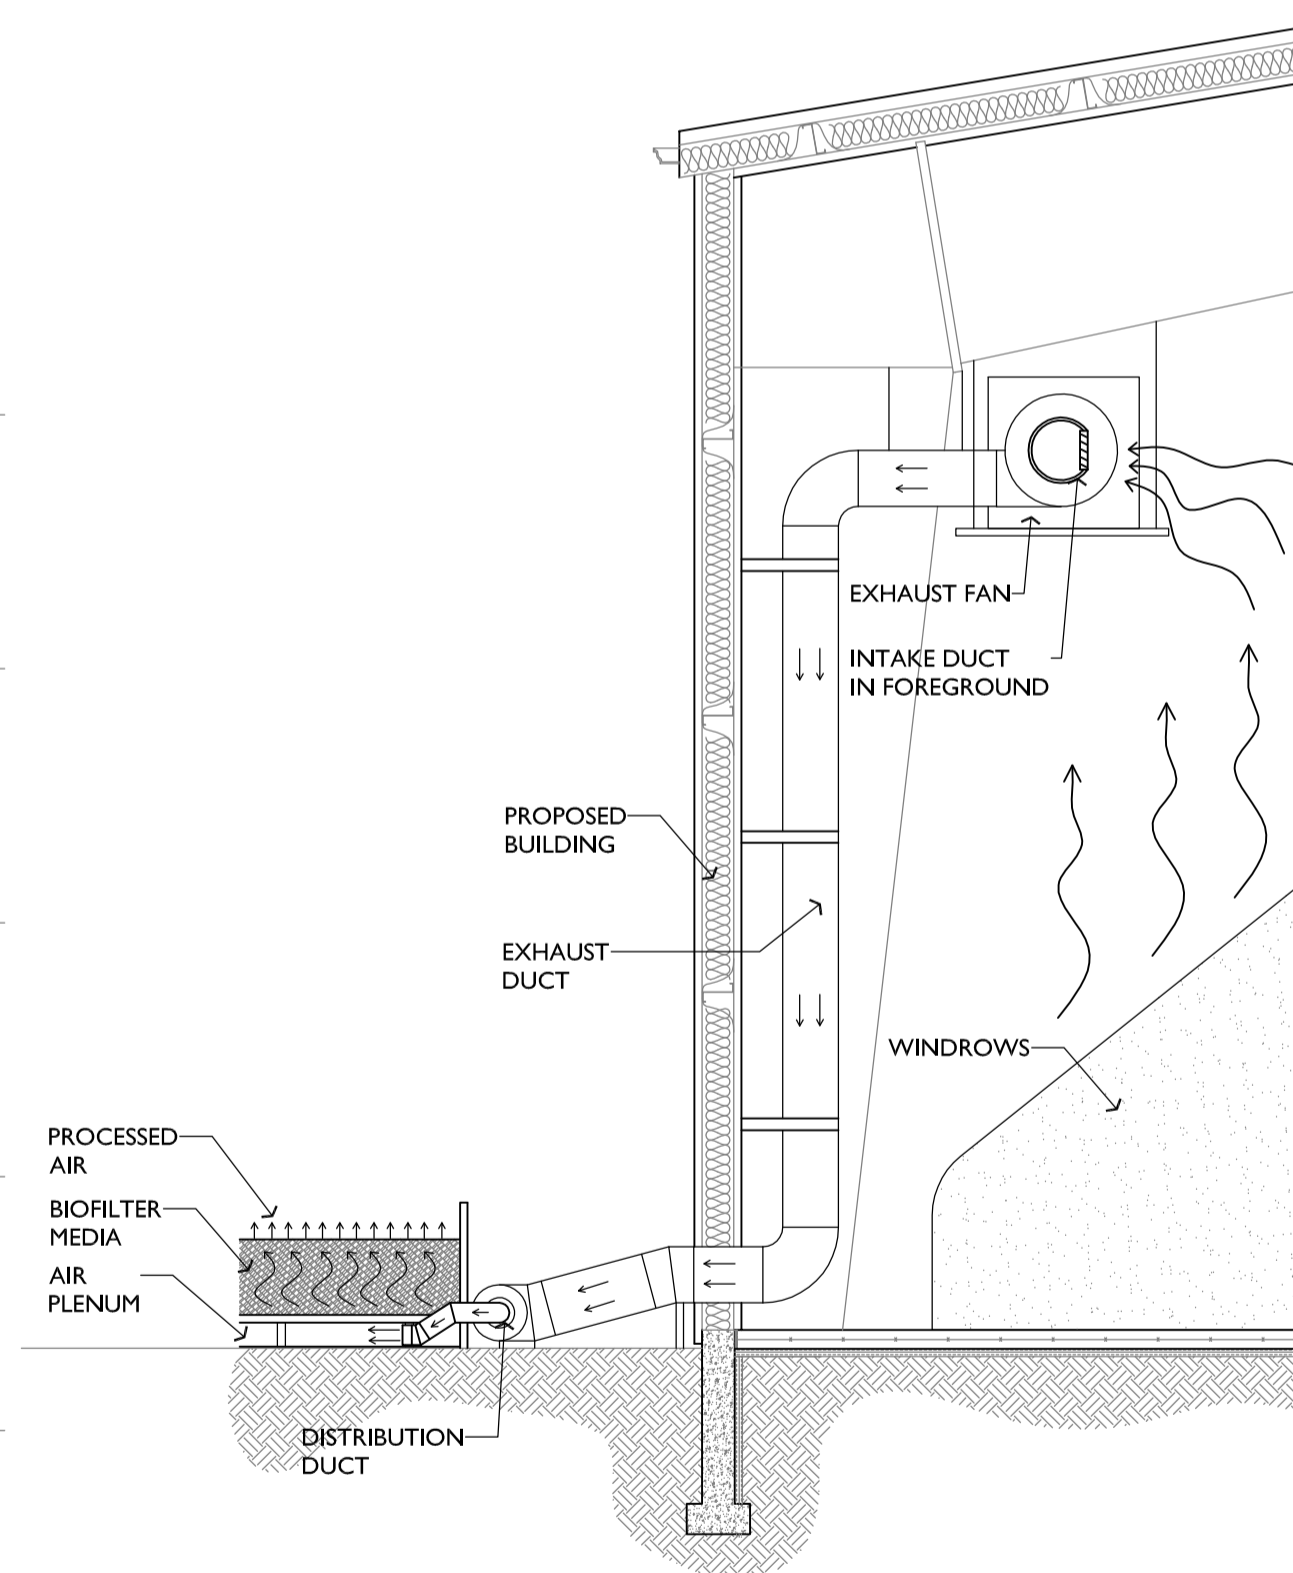 EXHAUST FAN
INTAKE DUCT
IN FOREGROUND
PROPOSED
BUILDING
EXHAUST
DUCT
WINDROWS
PROCESSED
AIR
BIOFILTER
MEDIA
AIR
PLENUM
DISTRIBUTION
DUCT